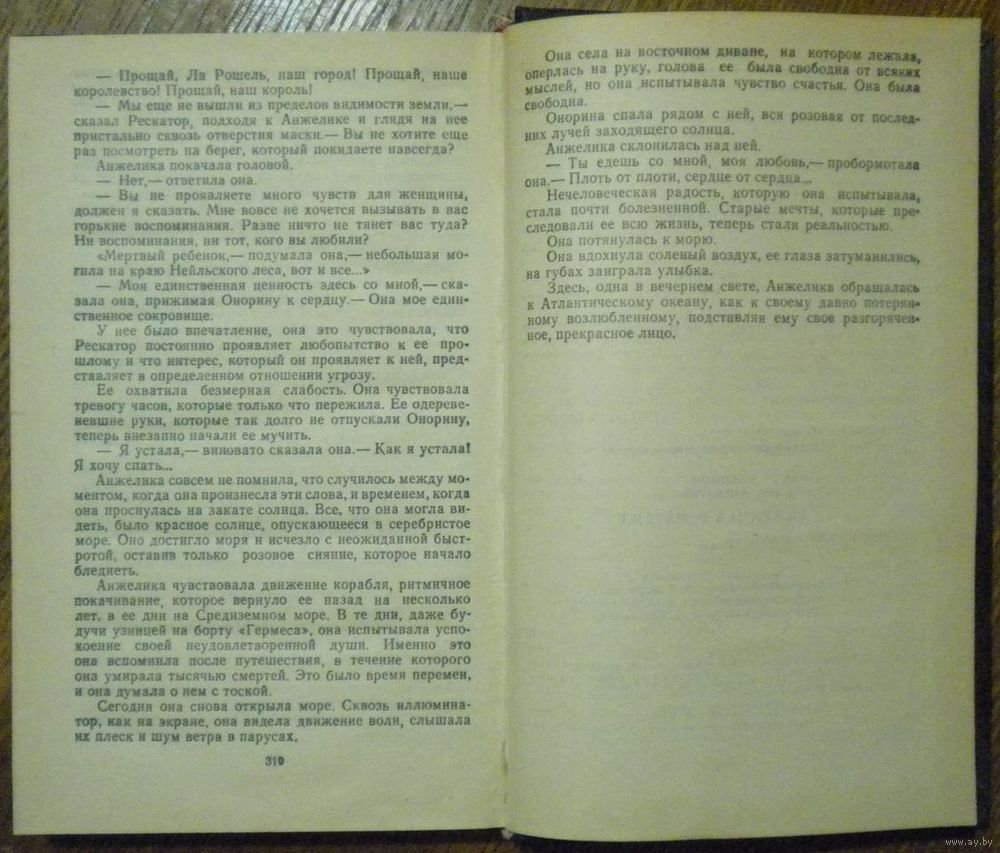 — Прощай, Ла Рошель, наш город! Прощай, наше
королевство! Прощай, наш король!
— Мы еще не вышли из пределов видимости земли,—
сказал Рескатор, подходя к Анжелике и глядя на нее
пристально сквозь отверстия маски.— Вы не хотите еще
раз посмотреть на берег, который покидаете навсегда?
Анжелика покачала головой.
— Нет,— ответила она.
— Вы не проявляете много чувств для женщины,
должен я сказать. Мне вовсе не хочется вызывать в вас
горькие воспоминания. Разве ничто не тянет вас туда?
Ни воспоминания, ни тот, кого вы любили?
«Мертвый ребенок,— подумала она,— небольшая мо-
гила на краю Нейльского леса, вот и все...»
— Моя единственная ценность здесь со мной,— ска-
зала она, прижимая Онорину к сердцу.— Она мое един-
ственное сокровище.
У нее было впечатление, она это чувствовала, что
Рескатор постоянно проявляет любопытство к ее про-
шлому и что интерес, который он проявляет к ней, пред-
ставляет в определенном отношении угрозу.
Ее охватила безмерная слабость. Она чувствовала
тревогу часов, которые только что пережила. Ее одереве-
невшие руки, которые так долго не отпускали Онорину,
теперь внезапно начали ее мучить.
— Я устала,— виновато сказала она.— Как я устала!
Я хочу спать...
Анжелика совсем не помнила, что случилось между мо-
ментом, когда она произнесла эти слова, и временем, когда
она проснулась на закате солнца. Все, что она могла ви-
деть, было красное солнце, опускающееся в серебристое
море. Оно достигло моря и исчезло с неожиданной быст-
ротой, оставив только розовое сияние, которое начало
бледнеть.
Анжелика чувствовала движение корабля, ритмичное
покачивание, которое вернуло ее назад на несколько
лет, в ее дни на Средиземном море. В те дни, даже бу-
дучи узницей на борту «Гермеса», она испытывала успо-
коение своей неудовлетворенной души. Именно это
она вспомнила после путешествия, в течение которого
она умирала тысячью смертей. Это было время перемен,
и она думала о нем с тоской.
Сегодня она снова открыла море. Сквозь иллюмина-
тор, как на экране, она видела движение волн, слышала
их плеск и шум ветра в парусах.
310
Она села на восточном диване, на котором лежала,
оперлась на руку, голова ее была свободна от всяких
мыслей, но она испытывала чувство счастья. Она была
свободна.
Онорина спала рядом с ней, вся розовая от послед-
них лучей заходящего солнца.
Анжелика склонилась над ней.
— Ты едешь со мной, моя любовь,— пробормотала
она.— Плоть от плоти, сердце от сердца...
Нечеловеческая радость, которую она испытывала,
стала почти болезненной. Старые мечты, которые пре-
следовали ее всю жизнь, теперь стали реальностью.
Она потянулась к морю.
Она вдохнула соленый воздух, ее глаза затуманились,
на губах заиграла улыбка.
Здесь, одна в вечернем свете, Анжелика обращалась
к Атлантическому океану, как к своему давно потерян-
ному возлюбленному, подставляя ему свое разгорячен-
ное, прекрасное лицо.
www.ay.by